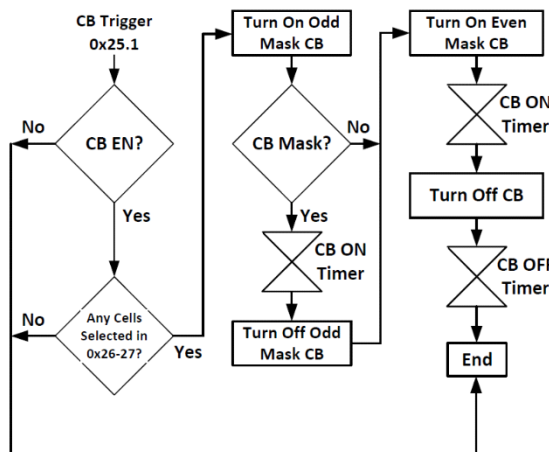 CB Trigger
0x25.1
CB EN?
No
Yes
Any Cells
Selected in
0x26-27?
No
Yes
Turn On Odd
Mask CB
CB Mask?
No
Yes
CB ON
Timer
Turn Off Odd
Mask CB
Turn On Even
Mask CB
CB ON
Timer
Turn Off CB
CB OFF
Timer
End